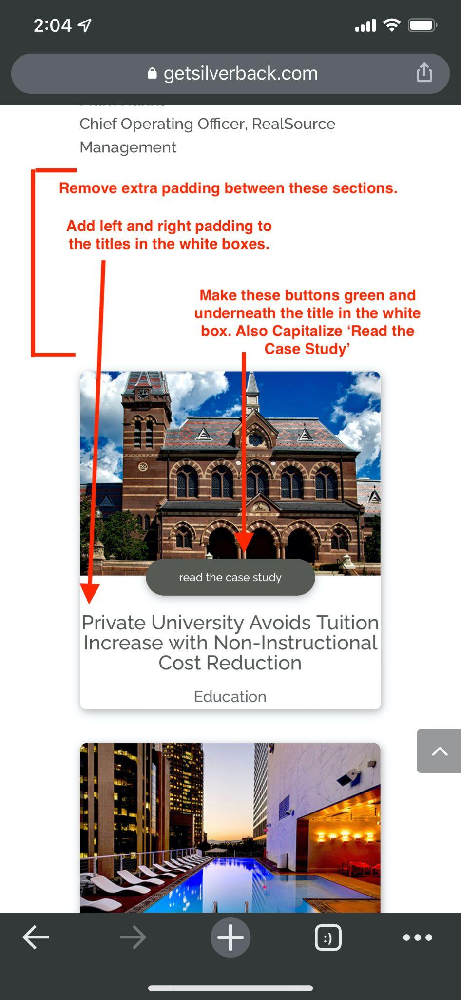 2:04
getsilverback.com
Chief Operating Officer, RealSource
Management
Remove extra padding between these sections.
Add left and right padding to
the titles in the white boxes.
Make these buttons green and
underneath the title in the white
box. Also Capitalize ‘Read the
Case Study’
read the case study
Private University Avoids Tuition
Increase with Non-Instructional
Cost Reduction
Education
:)